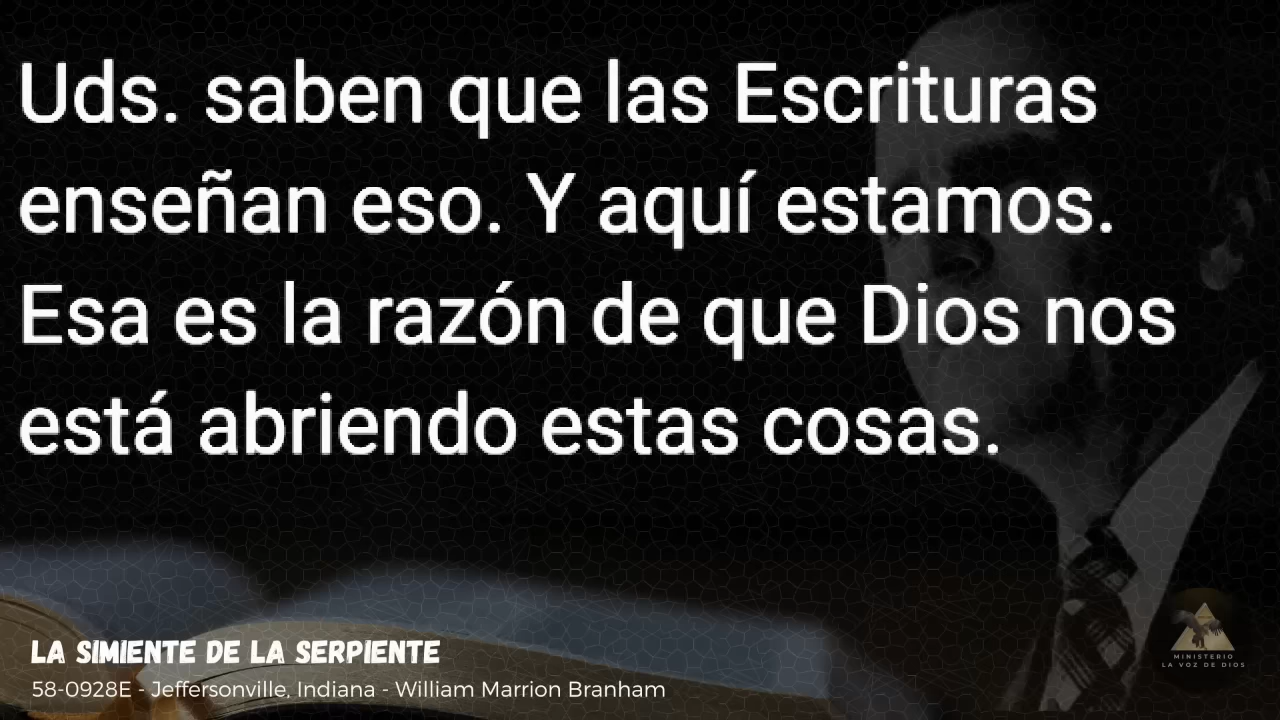 Uds. saben que las Escrituras
enseñan eso. Y aquí estamos.
Esa es la razón de que Dios nos
está abriendo estas cosas.
LA SIMIENTE DE LA SERPIENTE
58-0928E - Jeffersonville, Indiana - William Marrion Branham
MINISTERIO
LA VOZ DE DIOS